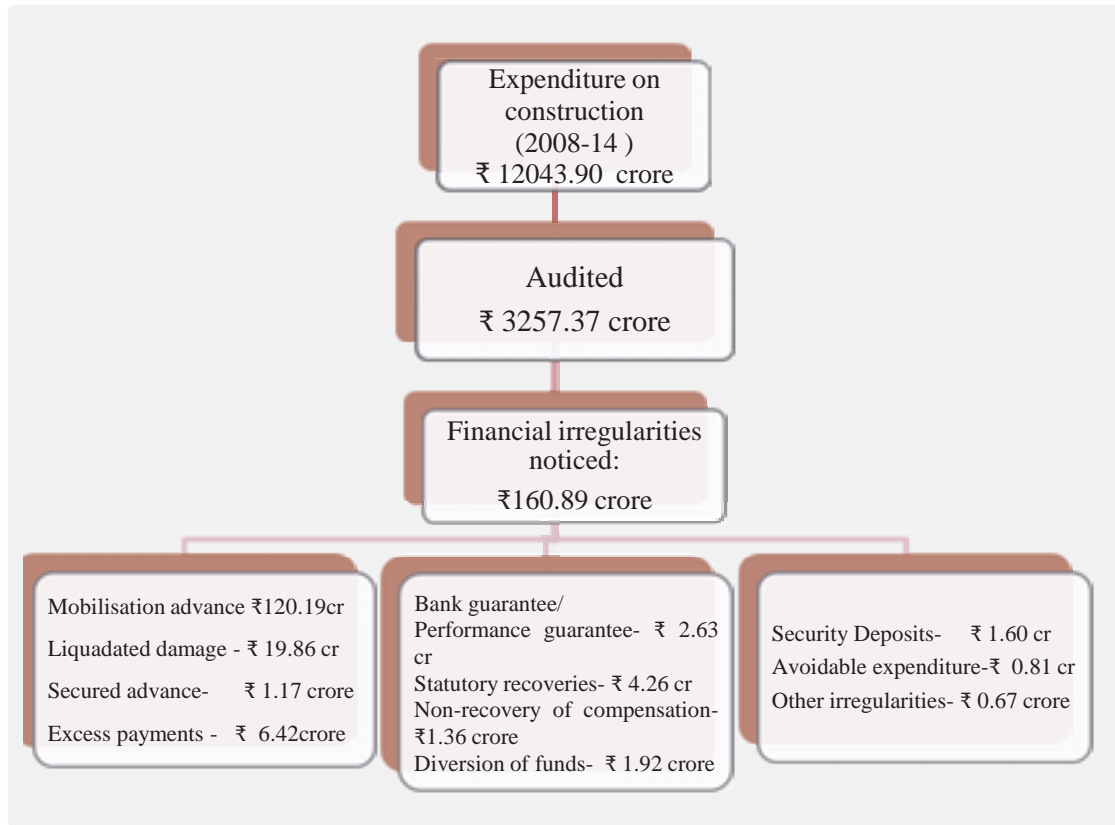 Expenditure on
construction
(2008-14 )
₹ 12043.90 crore
Audited
₹ 3257.37 crore
Financial irregularities
noticed:
₹160.89 crore
Mobilisation advance ₹120.19cr
Liquadated damage - ₹ 19.86 cr
Secured advance- ₹ 1.17 crore
Excess payments - ₹ 6.42crore
Bank guarantee/
Performance guarantee- ₹ 2.63
cr
Statutory recoveries- ₹ 4.26 cr
Non-recovery of compensation-
₹1.36 crore
Diversion of funds- ₹ 1.92 crore
Security Deposits- ₹ 1.60 cr
Avoidable expenditure-₹ 0.81 cr
Other irregularities- ₹ 0.67 crore